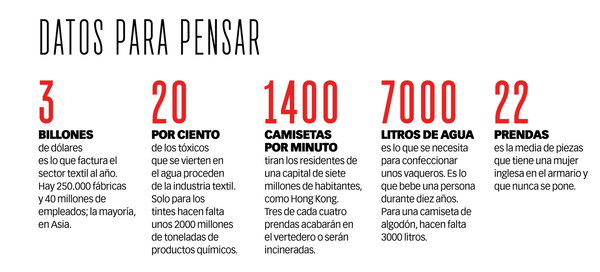 DATOS PARA PENSAR
3
BILLONES
de dólares
es lo que factura el
sector textil al año.
Hay 250.000 fábricas
y 40 millones de
empleados; la mayoría,
en Asia.
20
POR CIENTO
de los tóxicos
que se vierten en
el agua proceden
de la industria textil.
Solo para los
tintes hacen falta
unos 2000 millones
de toneladas de
productos químicos.
1400
CAMISETAS
POR MINUTO
tiran los residentes de
una capital de siete
millones de habitantes,
como Hong Kong.
Tres de cada cuatro
prendas acabarán en
el vertedero o serán
incineradas.
7000
LITROS DE AGUA
es lo que se necesita
para confeccionar
unos vaqueros. Es lo
que bebe una persona
durante diez años.
Para una camiseta de
algodón, hacen falta
3000 litros.
22
PRENDAS
es la media de piezas
que tiene una mujer
inglesa en el armario y
que nunca se pone.